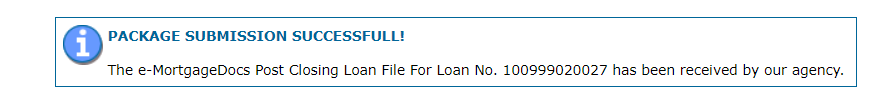 PACKAGE SUBMISSION SUCCESSFULL!
The e-MortgageDocs Post Closing Loan File For Loan No. 100999020027 has been received by our agency.